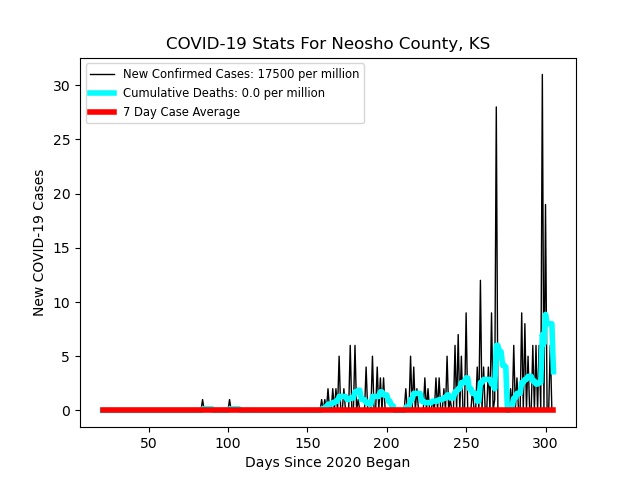 COVID-19 Stats For Neosho County, KS
New Confirmed Cases: 17500 per million
Cumulative Deaths: 0.0 per million
7 Day Case Average
New COVID-19 Cases
30
25
20
15
10
5
0
50 100 150 200 250 300
Days Since 2020 Began